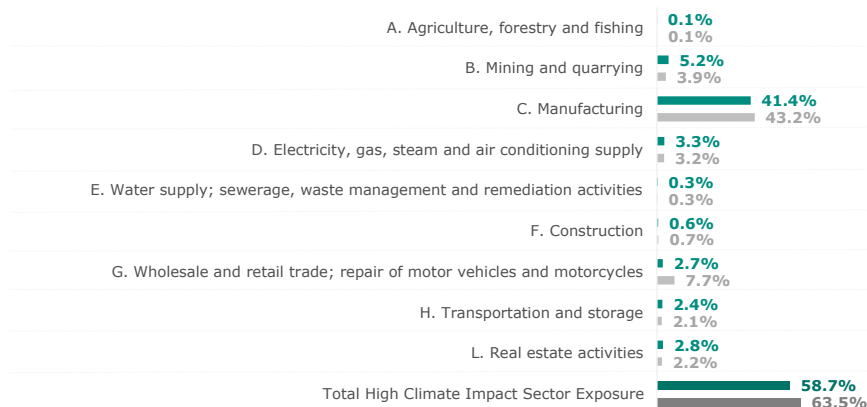 A. Agriculture, forestry and fishing
0.1%
0.1%
B. Mining and quarrying
5.2%
3.9%
C. Manufacturing
41.4%
43.2%
D. Electricity, gas, steam and air conditioning supply
3.3%
3.2%
E. Water supply; sewerage, waste management and remediation activities
0.3%
0.3%
F. Construction
0.6%
0.7%
G. Wholesale and retail trade; repair of motor vehicles and motorcycles
2.7%
7.7%
H. Transportation and storage
2.4%
2.1%
L. Real estate activities
2.8%
2.2%
Total High Climate Impact Sector Exposure
58.7%
63.5%